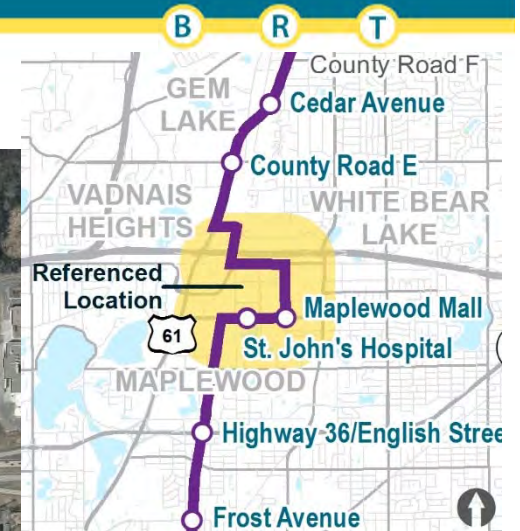 B R T
County Road F
GEM
LAKE
Cedar Avenue
County Road E
VADNAIS
HEIGHTS
WHITE BEAR
LAKE
Referenced
Location
Maplewood Mall
61
St. John's Hospital
MAPLEWOOD
Highway 36/English Stree
Frost Avenue